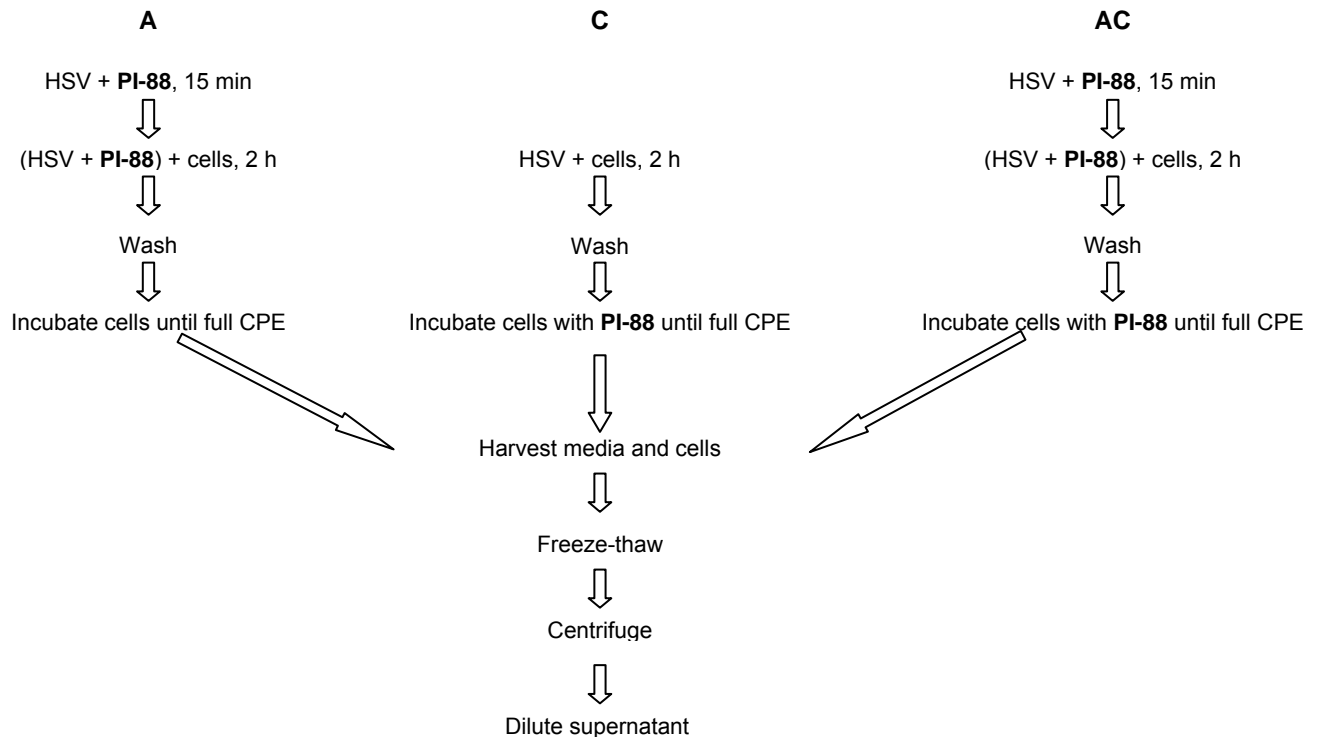 A
C
AC
HSV + PI-88, 15 min
HSV + PI-88, 15 min
(HSV + PI-88) + cells, 2 h
HSV + cells, 2 h
(HSV + PI-88) + cells, 2 h
Wash
Wash
Wash
Incubate cells until full CPE
Incubate cells with PI-88 until full CPE
Incubate cells with PI-88 until full CPE
Harvest media and cells
Freeze-thaw
Centrifuge
Dilute supernatant